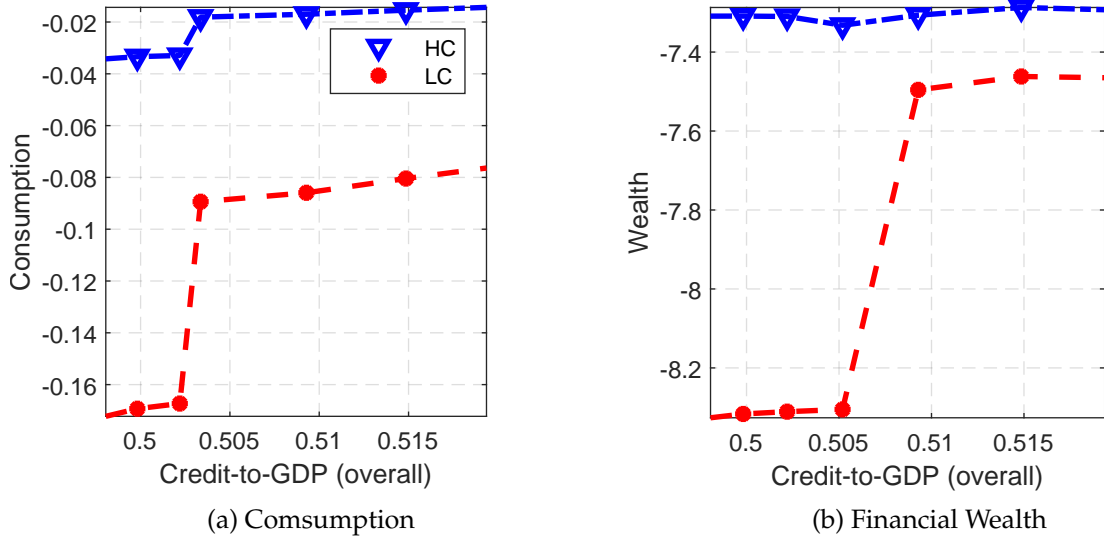 -0.02
-0.04
-0.06
-0.08
-0.1
-0.12
-0.14
-0.16
Consumption
HC
LC
0.5
0.505
0.51
0.515
Credit-to-GDP (overall)
(a) Comsumption
-7.4
-7.6
-7.8
-8
-8.2
Wealth
0.5
0.505
0.51
0.515
Credit-to-GDP (overall)
(b) Financial Wealth